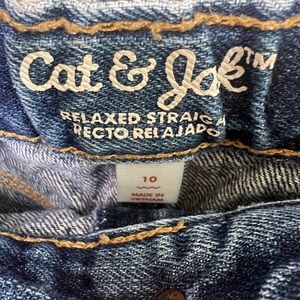 Cat & Jack™
RELAXED STRAIG
RECTO RELAJADO
10
MADE IN
VIETNAM